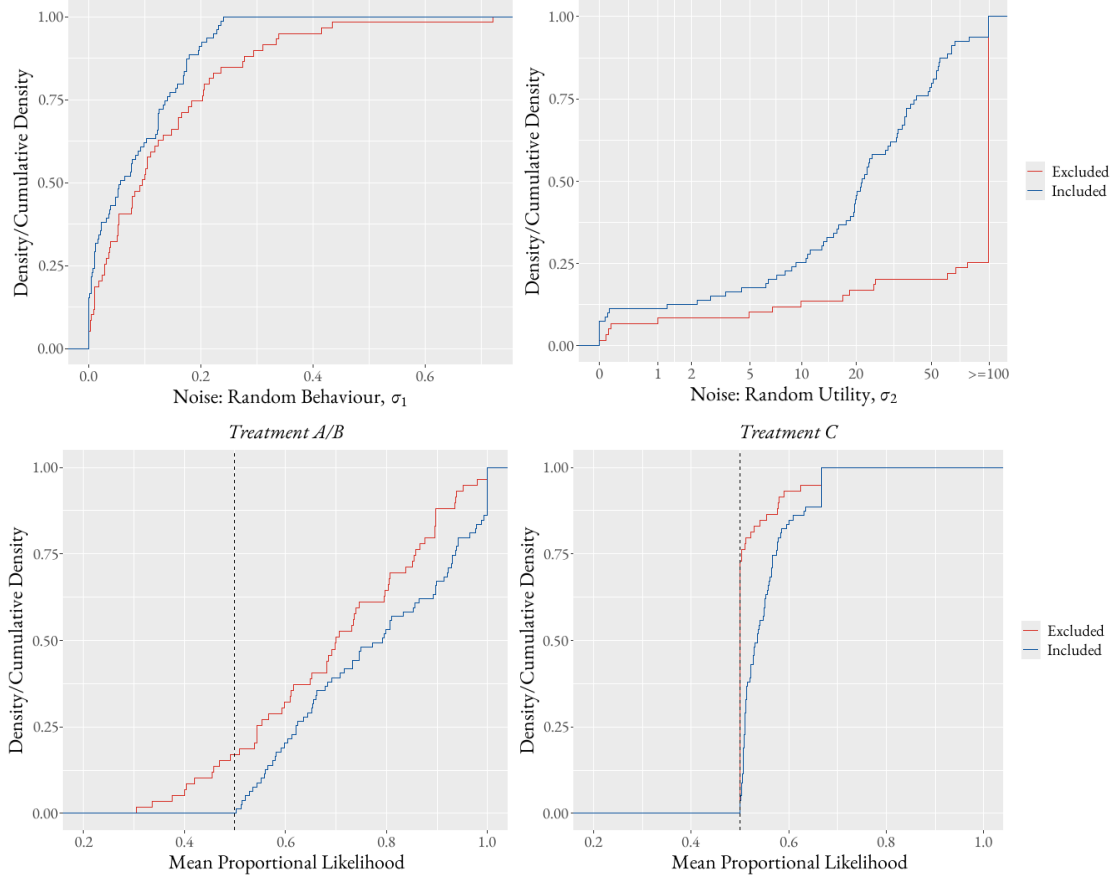 1.00
0.75
0.50
0.25
0.00
Density/Cumulative Density
0.0 0.2 0.4 0.6
Noise: Random Behaviour, σ₁
1.00
0.75
0.50
0.25
0.00
Density/Cumulative Density
0 1 2 5 10 20 50 >=100
Noise: Random Utility, σ₂
Excluded
Included
Treatment A/B
1.00
0.75
0.50
0.25
0.00
Density/Cumulative Density
0.2 0.4 0.6 0.8 1.0
Mean Proportional Likelihood
Treatment C
1.00
0.75
0.50
0.25
0.00
Density/Cumulative Density
0.2 0.4 0.6 0.8 1.0
Mean Proportional Likelihood
Excluded
Included